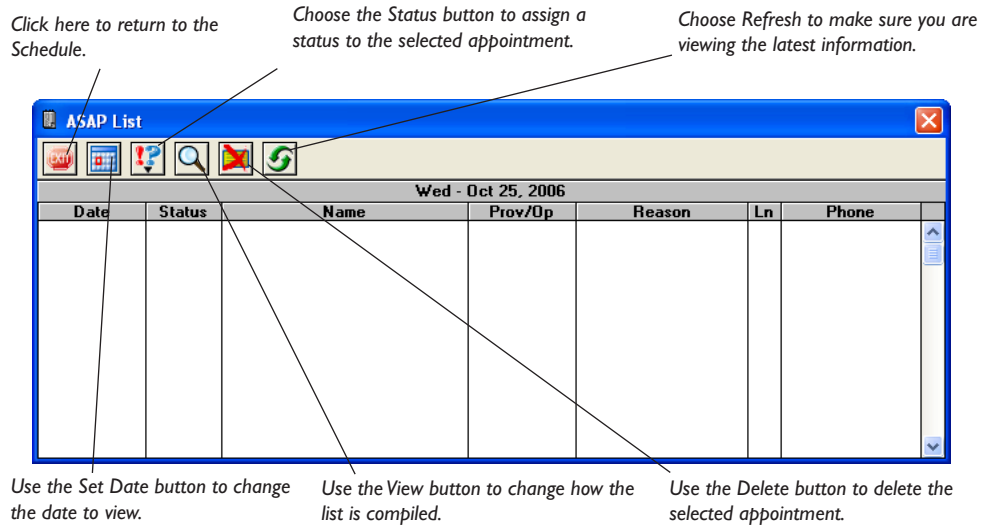 Click here to return to the
Schedule.
Choose the Status button to assign a
status to the selected appointment.
Choose Refresh to make sure you are
viewing the latest information.
ASAP List
EXIT
Wed - Oct 25, 2006
Date Status Name Prov/Op Reason Ln Phone
Use the Set Date button to change
the date to view.
Use the View button to change how the
list is compiled.
Use the Delete button to delete the
selected appointment.